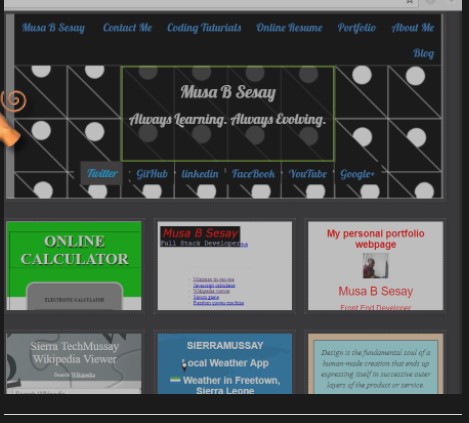 Musa B Sesay Contact Me Coding Tuturials Online Resume Portfolio About Me
Blog
Musa B Sesay
Always Learning. Always Evolving.
Twitter GitHub linkedin FaceBook YouTube Google+
ONLINE
CALCULATOR
ELECTRONIC CALCULATOR
Musa B Sesay
Full Stack Developer
My personal portfolio
webpage
Musa B Sesay
Front End Developer
Sierra TechMussay
Wikipedia Viewer
Search Wikipedia
SIERRAMUSSAY
Local Weather App
Weather in Freetown,
Sierra Leone
Design is the fundamental soul of a
human-made creation that ends up
expressing itself in successive outer
layers of the product or service.